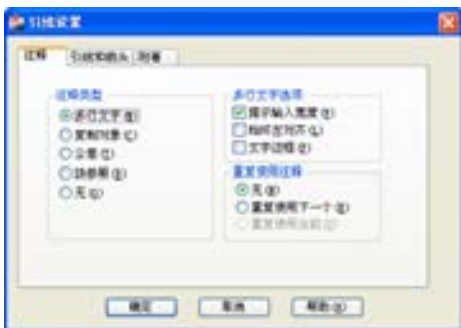 引线设置
注释 引线和箭头 附着
注释类型
多行文字(M)
复制对象(C)
公差(T)
块参照(B)
无(O)
多行文字选项
提示输入宽度(W)
始终左对齐(L)
文字边框(F)
重复使用注释
无(N)
重复使用下一个(E)
重复使用当前(U)
确定 取消 帮助(H)